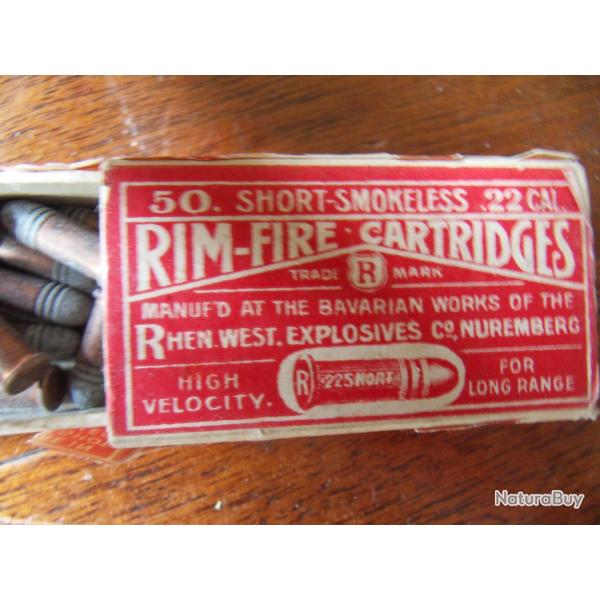 50. SHORT-SMOKELESS .22 CAL.
RIM-FIRE CARTRIDGES
TRADE R MARK
MANUF'D AT THE BAVARIAN WORKS OF THE
RHEN. WEST. EXPLOSIVES Co, NUREMBERG
HIGH VELOCITY.
R .22 SHORT
FOR LONG RANGE
NaturaBuy